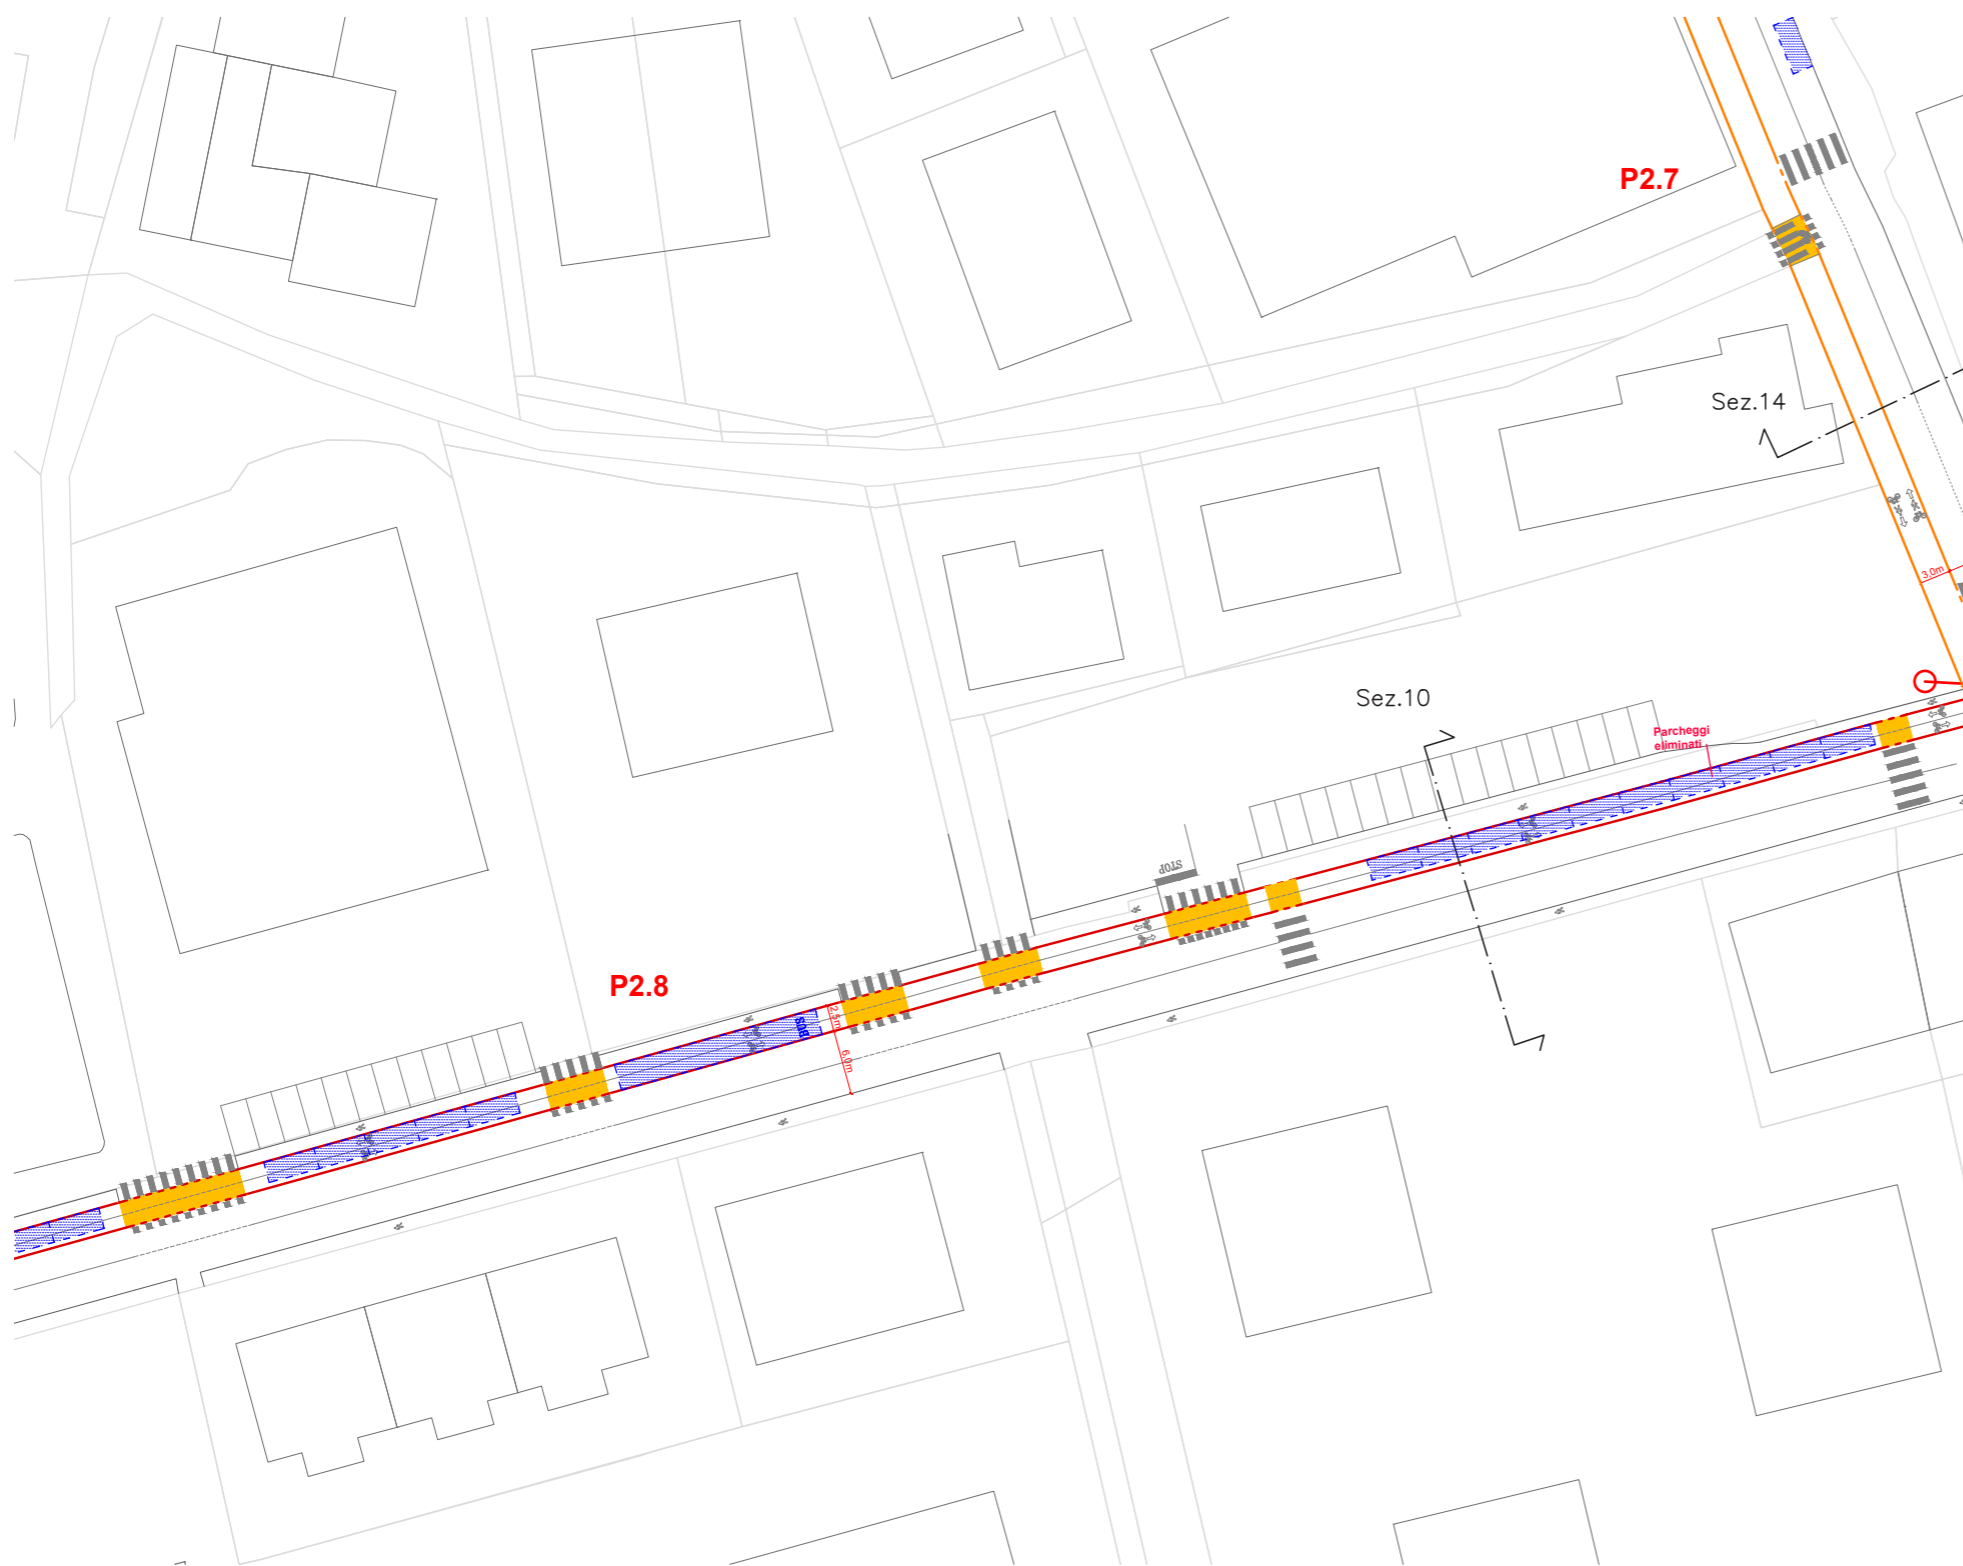 P2.7
Sez.14
3,0m
Sez.10
Parcheggi
eliminati
STOP
P2.8
BUS
2,5m
6,0m